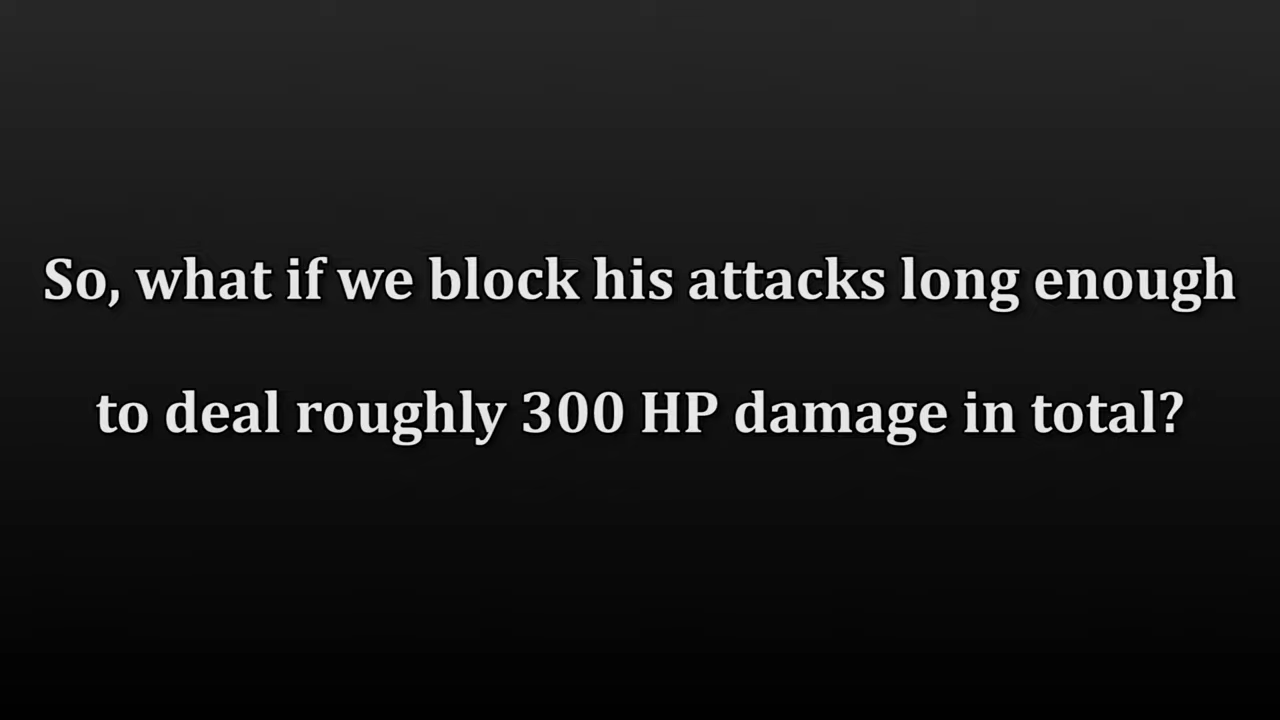 So, what if we block his attacks long enough
to deal roughly 300 HP damage in total?